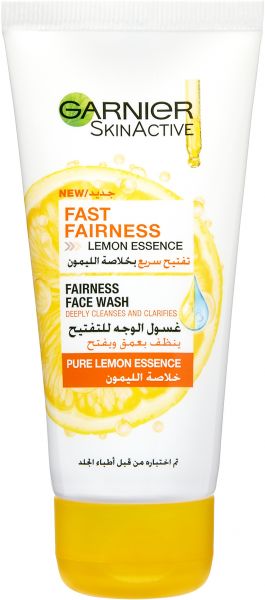 GARNIER
SKINACTIVE
NEW/جديد
FAST
FAIRNESS
LEMON ESSENCE
تفتيح سريع بخلاصة الليمون
FAIRNESS
FACE WASH
DEEPLY CLEANSES AND CLARIFIES
غسول الوجه للتفتيح
ينظف بعمق ويفتح
PURE LEMON ESSENCE
خلاصة الليمون
تم اختباره من قبل أطباء الجلد